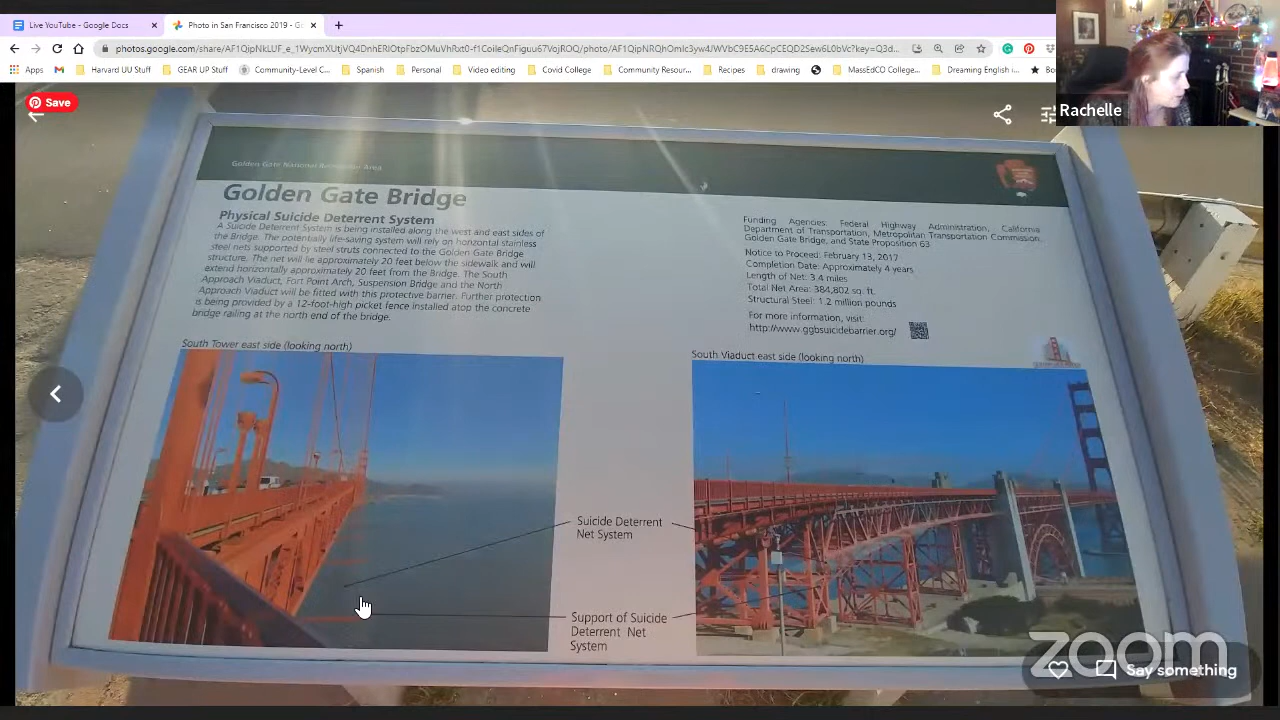 Live YouTube - Google Docs
Photo in San Francisco 2019 - Go
photos.google.com/share/
Apps
Harvard UU Stuff
GEAR UP Stuff
Community-Level C...
Spanish
Personal
Video editing
Covid College
Community Resour...
Recipes
drawing
MassEdCO College...
Dreaming English
Save
Rachelle
Golden Gate National Recreation Area
Golden Gate Bridge
Physical Suicide Deterrent System
A Suicide Deterrent System is being installed along the west and east sides of
the Bridge. The potentially life-saving system will rely on horizontal stainless
steel nets supported by steel struts connected to the Golden Gate Bridge
structure. The net will lie approximately 20 feet below the sidewalk and will
extend horizontally approximately 20 feet from the Bridge. The South
Approach Viaduct, Fort Point Arch, Suspension Bridge and the North
Approach Viaduct will be fitted with this protective barrier. Further protection
is being provided by a 12-foot-high picket fence installed atop the concrete
bridge railing at the north end of the bridge.
Funding Agencies: Federal Highway Administration, California
Department of Transportation, Metropolitan Transportation Commission,
Golden Gate Bridge, and State Proposition 63
Notice to Proceed: February 13, 2017
Completion Date: Approximately 4 years
Length of Net: 3.4 miles
Total Net Area: 384,802 sq. ft.
Structural Steel: 1.2 million pounds
For more information, visit:
http://www.ggbsuicidebarrier.org/
South Tower east side (looking north)
South Viaduct east side (looking north)
Suicide Deterrent
Net System
Support of Suicide
Deterrent Net
System
zoom
Say something